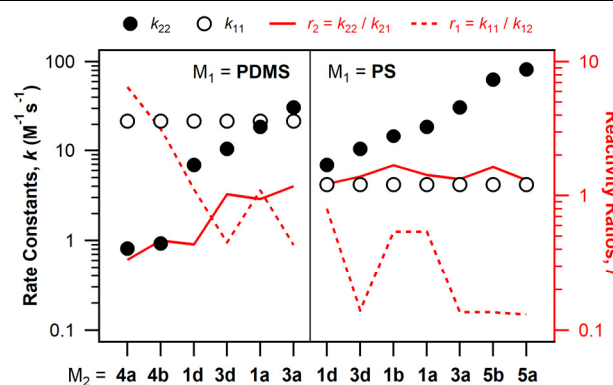 k₂₂ k₁₁ r₂ = k₂₂ / k₂₁ r₁ = k₁₁ / k₁₂
M₁ = PDMS M₁ = PS
Rate Constants, k (M⁻¹ s⁻¹)
100
10
1
0.1
10
1
0.1
Reactivity Ratios,
M₂ = 4a 4b 1d 3d 1a 3a 1d 3d 1b 1a 3a 5b 5a